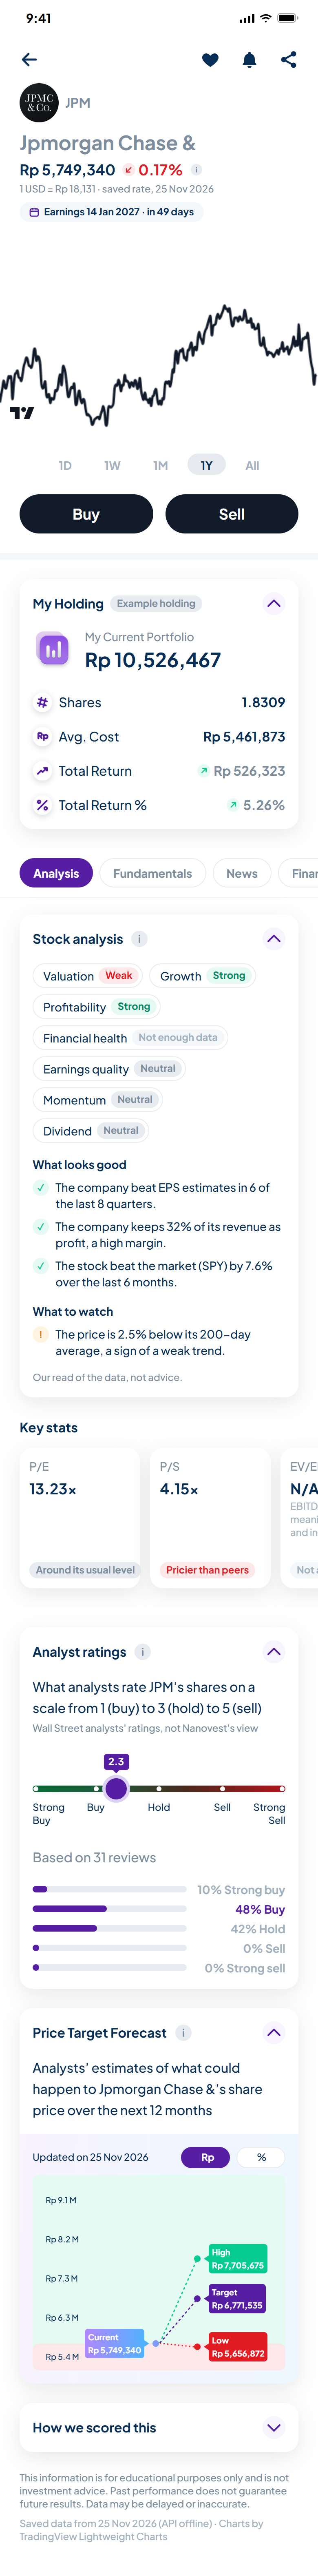 9:41
JPMC
&CO.
JPM
Jpmorgan Chase &
Rp 5,749,340 0.17% i
1 USD = Rp 18,131 · saved rate, 25 Nov 2026
Earnings 14 Jan 2027 · in 49 days
1D 1W 1M 1Y All
Buy Sell
My Holding Example holding
My Current Portfolio
Rp 10,526,467
# Shares 1.8309
Rp Avg. Cost Rp 5,461,873
Total Return Rp 526,323
% Total Return % 5.26%
Analysis Fundamentals News Finan
Stock analysis i
Valuation Weak Growth Strong
Profitability Strong
Financial health Not enough data
Earnings quality Neutral
Momentum Neutral
Dividend Neutral
What looks good
The company beat EPS estimates in 6 of
the last 8 quarters.
The company keeps 32% of its revenue as
profit, a high margin.
The stock beat the market (SPY) by 7.6%
over the last 6 months.
What to watch
! The price is 2.5% below its 200-day
average, a sign of a weak trend.
Our read of the data, not advice.
Key stats
P/E P/S EV/E
13.23× 4.15× N/A
EBITD
meani
and in
Around its usual level Pricier than peers Not a
Analyst ratings i
What analysts rate JPM's shares on a
scale from 1 (buy) to 3 (hold) to 5 (sell)
Wall Street analysts' ratings, not Nanovest's view
2.3
Strong Buy Hold Sell Strong
Buy Sell
Based on 31 reviews
10% Strong buy
48% Buy
42% Hold
0% Sell
0% Strong sell
Price Target Forecast i
Analysts' estimates of what could
happen to Jpmorgan Chase &'s share
price over the next 12 months
Updated on 25 Nov 2026 Rp %
Rp 9.1 M
Rp 8.2 M
Rp 7.3 M
Rp 6.3 M
Rp 5.4 M
High
Rp 7,705,675
Target
Rp 6,771,535
Current
Rp 5,749,340
Low
Rp 5,656,872
How we scored this
This information is for educational purposes only and is not
investment advice. Past performance does not guarantee
future results. Data may be delayed or inaccurate.
Saved data from 25 Nov 2026 (API offline) · Charts by
TradingView Lightweight Charts